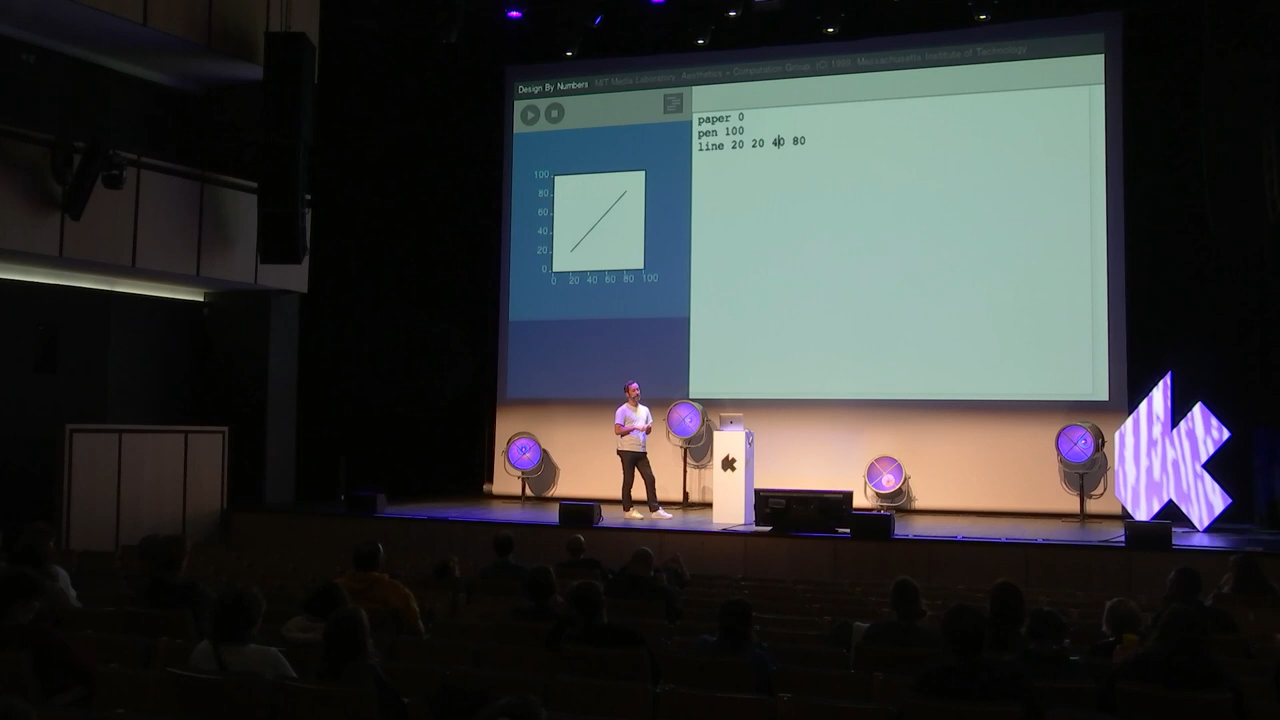 Design By Numbers MIT Media Laboratory Aesthetics + Computation Group. (C) 1999, Massachusetts Institute of Technology
paper 0
pen 100
line 20 20 40 80
100
80
60
40
20
0
0 20 40 60 80 100